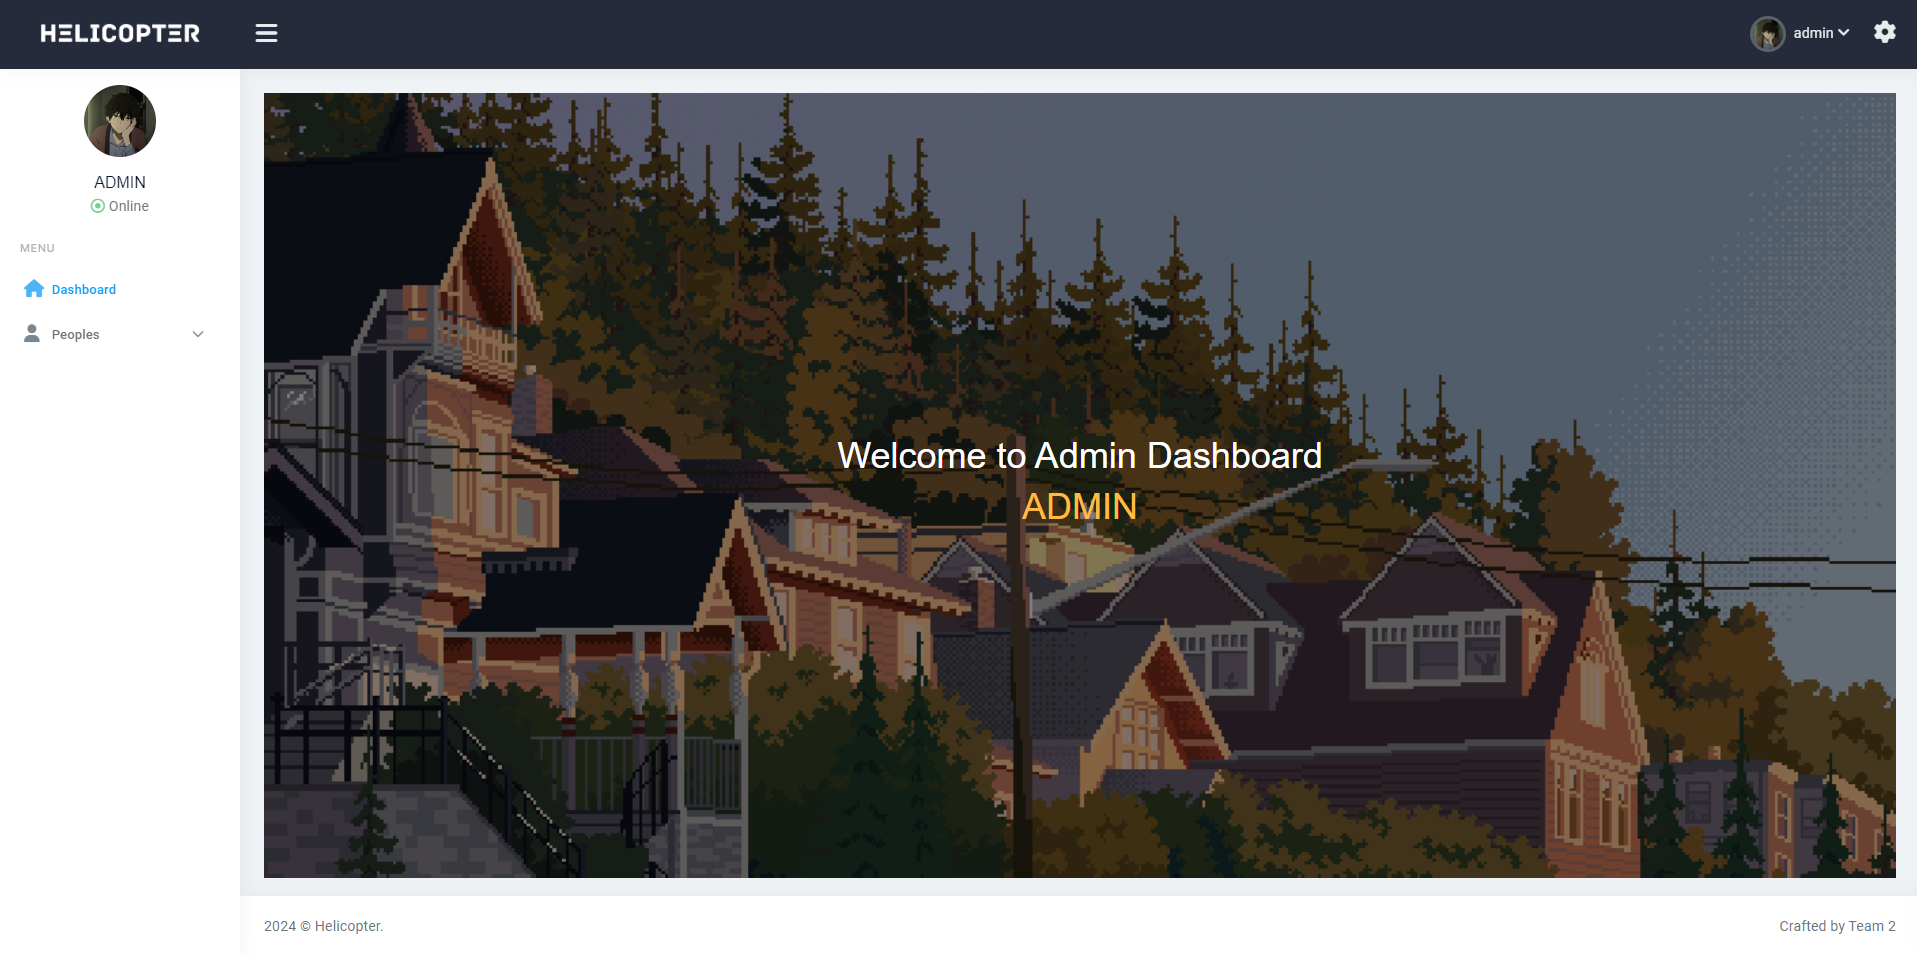 HELICOPTER
admin
ADMIN
Online
MENU
Dashboard
Peoples
Welcome to Admin Dashboard
ADMIN
2024 © Helicopter.
Crafted by Team 2